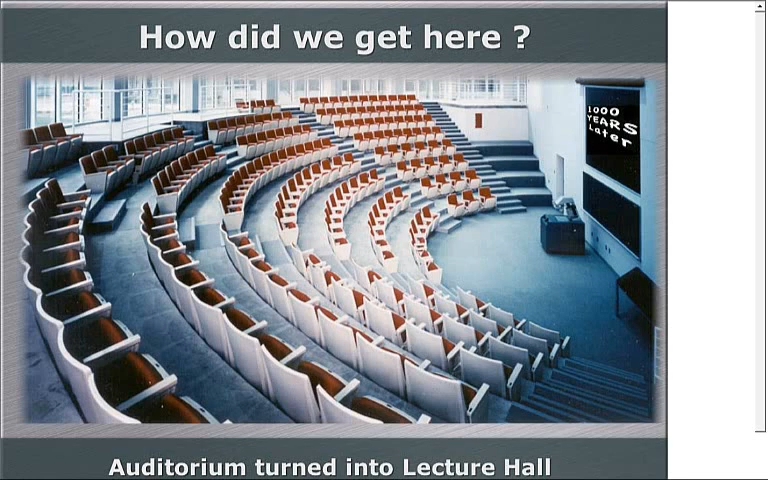 How did we get here ?
1000
YEARS
Later
Auditorium turned into Lecture Hall